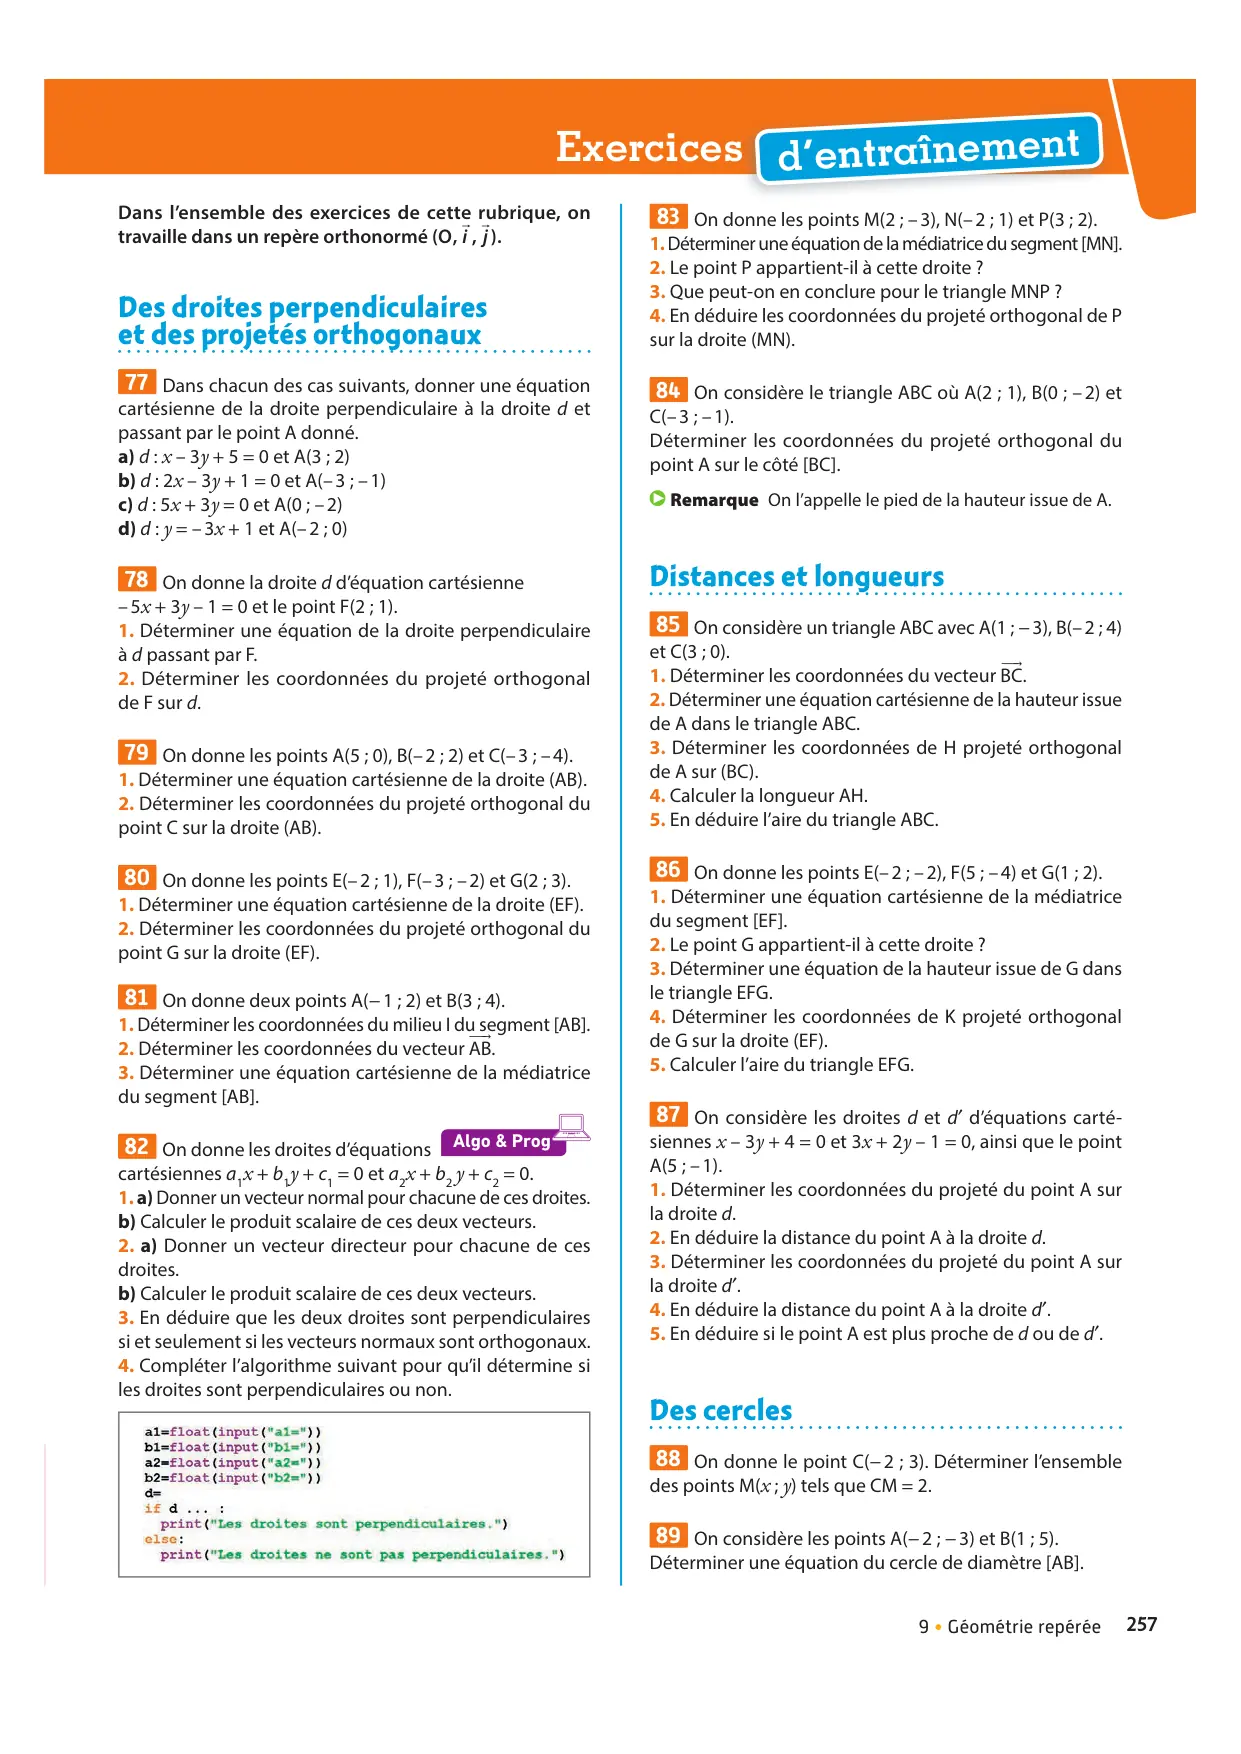 Exercices d'entraînement
Dans l'ensemble des exercices de cette rubrique, on
travaille dans un repère orthonormé (O, i⃗ , j⃗ ).
Des droites perpendiculaires
et des projetés orthogonaux
77 Dans chacun des cas suivants, donner une équation
cartésienne de la droite perpendiculaire à la droite d et
passant par le point A donné.
a) d : x – 3y + 5 = 0 et A(3 ; 2)
b) d : 2x – 3y + 1 = 0 et A(– 3 ; – 1)
c) d : 5x + 3y = 0 et A(0 ; – 2)
d) d : y = – 3x + 1 et A(– 2 ; 0)
78 On donne la droite d d'équation cartésienne
– 5x + 3y – 1 = 0 et le point F(2 ; 1).
1. Déterminer une équation de la droite perpendiculaire
à d passant par F.
2. Déterminer les coordonnées du projeté orthogonal
de F sur d.
79 On donne les points A(5 ; 0), B(– 2 ; 2) et C(– 3 ; – 4).
1. Déterminer une équation cartésienne de la droite (AB).
2. Déterminer les coordonnées du projeté orthogonal du
point C sur la droite (AB).
80 On donne les points E(– 2 ; 1), F(– 3 ; – 2) et G(2 ; 3).
1. Déterminer une équation cartésienne de la droite (EF).
2. Déterminer les coordonnées du projeté orthogonal du
point G sur la droite (EF).
81 On donne deux points A(− 1 ; 2) et B(3 ; 4).
1. Déterminer les coordonnées du milieu I du segment [AB].
2. Déterminer les coordonnées du vecteur A⃗B⃗.
3. Déterminer une équation cartésienne de la médiatrice
du segment [AB].
82 On donne les droites d'équations Algo & Prog
cartésiennes a₁x + b₁y + c₁ = 0 et a₂x + b₂y + c₂ = 0.
1. a) Donner un vecteur normal pour chacune de ces droites.
b) Calculer le produit scalaire de ces deux vecteurs.
2. a) Donner un vecteur directeur pour chacune de ces
droites.
b) Calculer le produit scalaire de ces deux vecteurs.
3. En déduire que les deux droites sont perpendiculaires
si et seulement si les vecteurs normaux sont orthogonaux.
4. Compléter l'algorithme suivant pour qu'il détermine si
les droites sont perpendiculaires ou non.
a1=float(input("a1="))
b1=float(input("b1="))
a2=float(input("a2="))
b2=float(input("b2="))
d=
if d ... :
print("Les droites sont perpendiculaires.")
else:
print("Les droites ne sont pas perpendiculaires.")
83 On donne les points M(2 ; – 3), N(– 2 ; 1) et P(3 ; 2).
1. Déterminer une équation de la médiatrice du segment [MN].
2. Le point P appartient-il à cette droite ?
3. Que peut-on en conclure pour le triangle MNP ?
4. En déduire les coordonnées du projeté orthogonal de P
sur la droite (MN).
84 On considère le triangle ABC où A(2 ; 1), B(0 ; – 2) et
C(– 3 ; – 1).
Déterminer les coordonnées du projeté orthogonal du
point A sur le côté [BC].
Remarque On l'appelle le pied de la hauteur issue de A.
Distances et longueurs
85 On considère un triangle ABC avec A(1 ; − 3), B(– 2 ; 4)
et C(3 ; 0).
1. Déterminer les coordonnées du vecteur B⃗C⃗.
2. Déterminer une équation cartésienne de la hauteur issue
de A dans le triangle ABC.
3. Déterminer les coordonnées de H projeté orthogonal
de A sur (BC).
4. Calculer la longueur AH.
5. En déduire l'aire du triangle ABC.
86 On donne les points E(– 2 ; – 2), F(5 ; – 4) et G(1 ; 2).
1. Déterminer une équation cartésienne de la médiatrice
du segment [EF].
2. Le point G appartient-il à cette droite ?
3. Déterminer une équation de la hauteur issue de G dans
le triangle EFG.
4. Déterminer les coordonnées de K projeté orthogonal
de G sur la droite (EF).
5. Calculer l'aire du triangle EFG.
87 On considère les droites d et d′ d'équations carté-
siennes x – 3y + 4 = 0 et 3x + 2y – 1 = 0, ainsi que le point
A(5 ; – 1).
1. Déterminer les coordonnées du projeté du point A sur
la droite d.
2. En déduire la distance du point A à la droite d.
3. Déterminer les coordonnées du projeté du point A sur
la droite d′.
4. En déduire la distance du point A à la droite d′.
5. En déduire si le point A est plus proche de d ou de d′.
Des cercles
88 On donne le point C(− 2 ; 3). Déterminer l'ensemble
des points M(x ; y) tels que CM = 2.
89 On considère les points A(− 2 ; − 3) et B(1 ; 5).
Déterminer une équation du cercle de diamètre [AB].
9 • Géométrie repérée 257